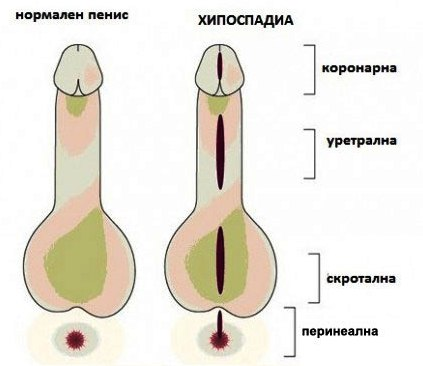 нормален пенис
ХИПОСПАДИА
коронарна
уретрална
скротална
перинеална